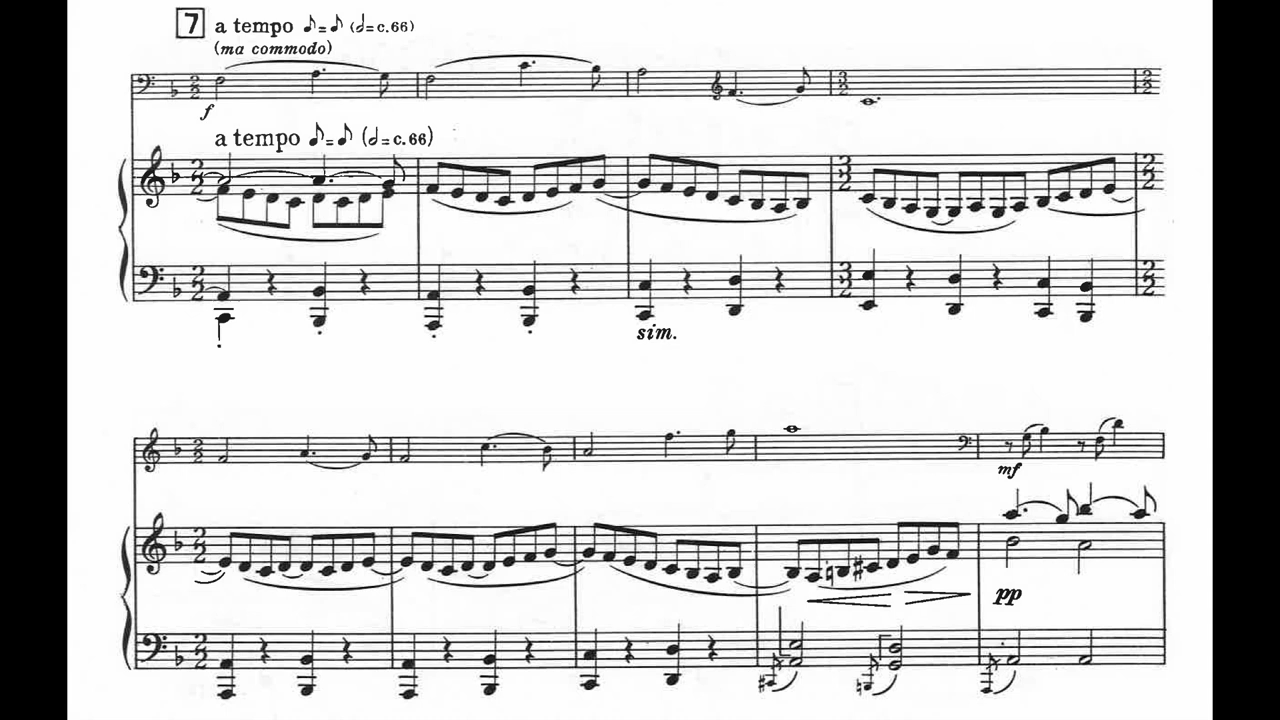 7 a tempo ♪=♪ (𝅗𝅥=c.66)
(ma commodo)
f
a tempo ♪=♪ (𝅗𝅥=c.66)
sim.
mf
pp